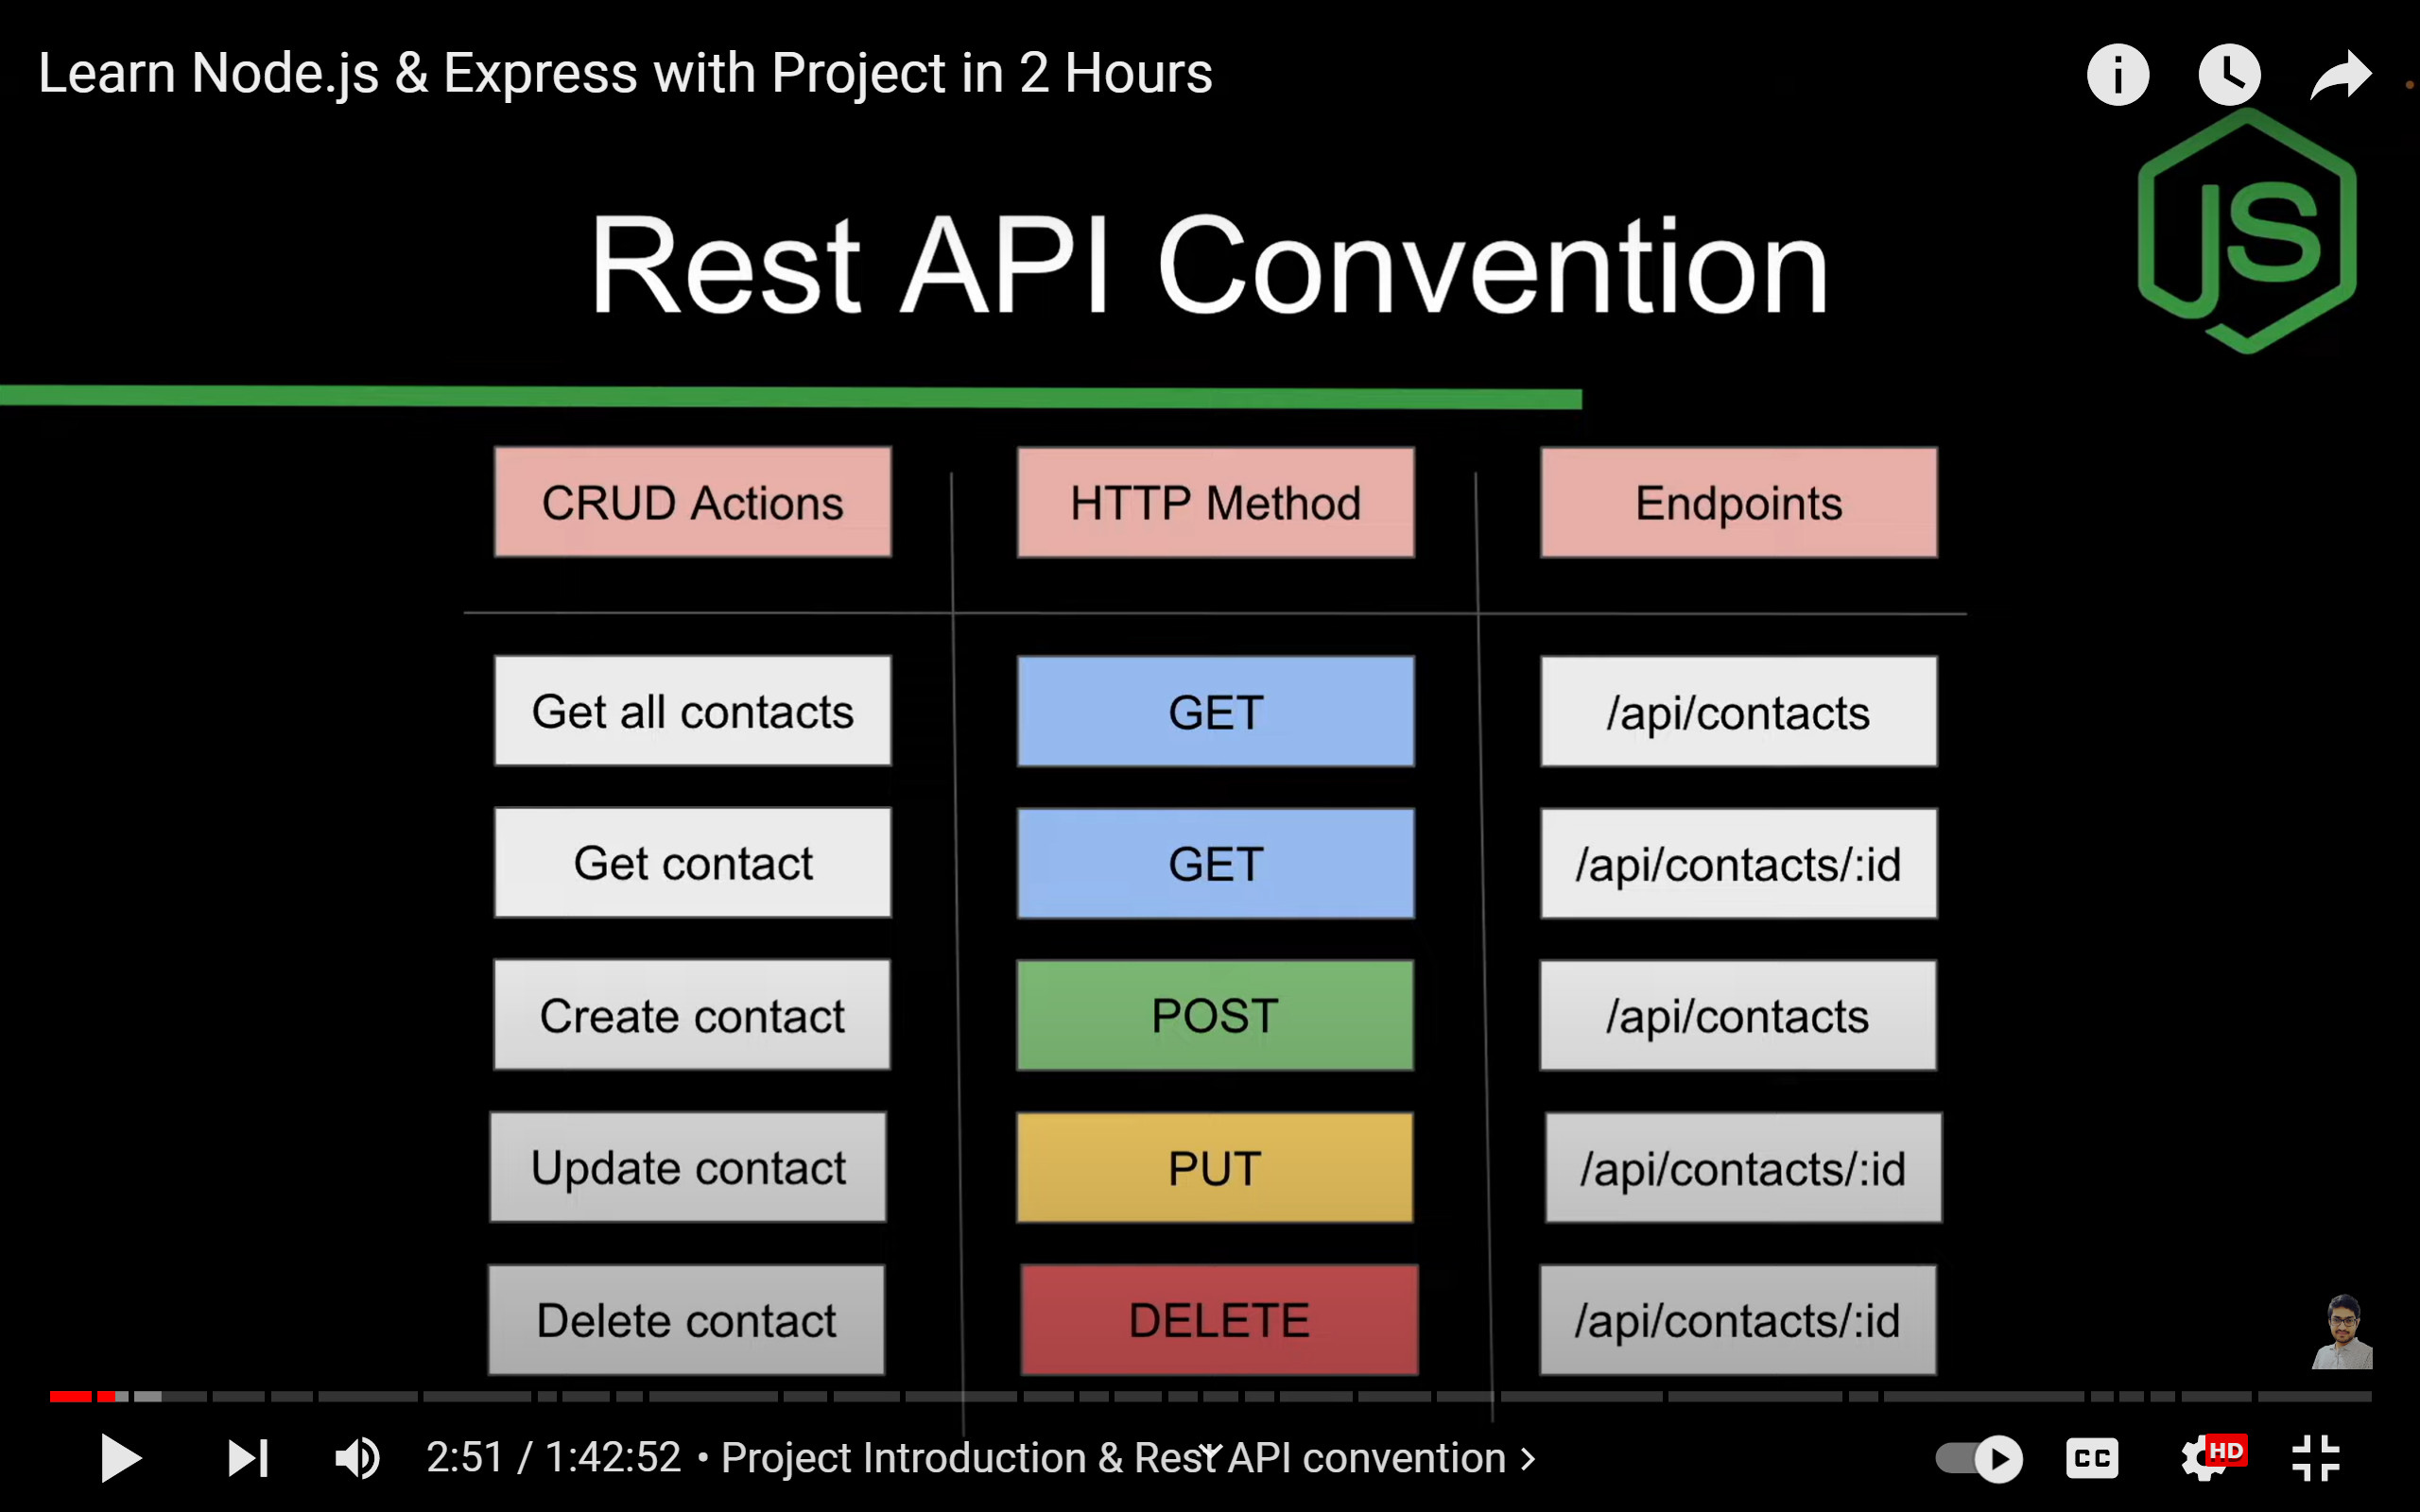 Learn Node.js & Express with Project in 2 Hours
JS
Rest API Convention
CRUD Actions
HTTP Method
Endpoints
Get all contacts
GET
/api/contacts
Get contact
GET
/api/contacts/:id
Create contact
POST
/api/contacts
Update contact
PUT
/api/contacts/:id
Delete contact
DELETE
/api/contacts/:id
2:51 / 1:42:52 • Project Introduction & Rest API convention
CC
HD